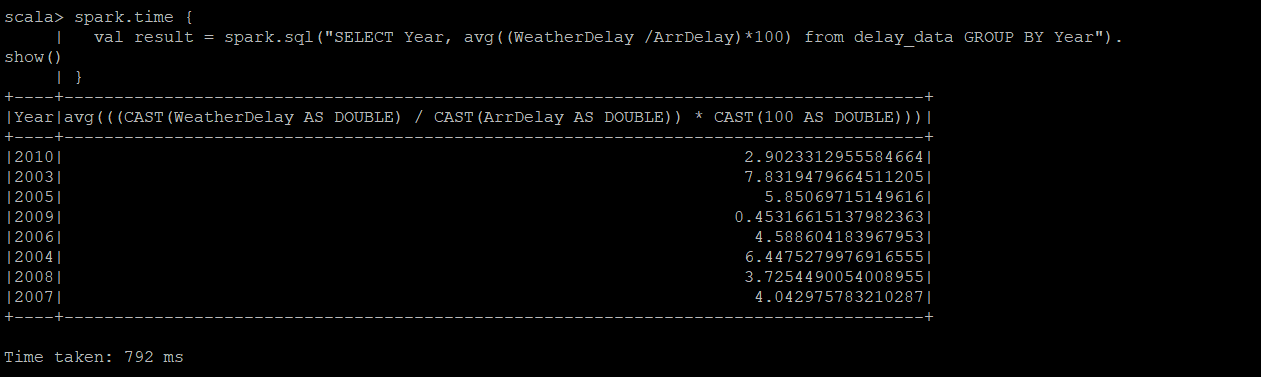 scala> spark.time {
     |   val result = spark.sql("SELECT Year, avg((WeatherDelay /ArrDelay)*100) from delay_data GROUP BY Year").
show()
     | }
+----+--------------------------------------------------------------------------------------+
|Year|avg(((CAST(WeatherDelay AS DOUBLE) / CAST(ArrDelay AS DOUBLE)) * CAST(100 AS DOUBLE)))|
+----+--------------------------------------------------------------------------------------+
|2010|                                                                    2.9023312955584664|
|2003|                                                                    7.8319479664511205|
|2005|                                                                      5.85069715149616|
|2009|                                                                   0.45316615137982363|
|2006|                                                                     4.588604183967953|
|2004|                                                                    6.4475279976916555|
|2008|                                                                    3.7254490054008955|
|2007|                                                                     4.042975783210287|
+----+--------------------------------------------------------------------------------------+
Time taken: 792 ms